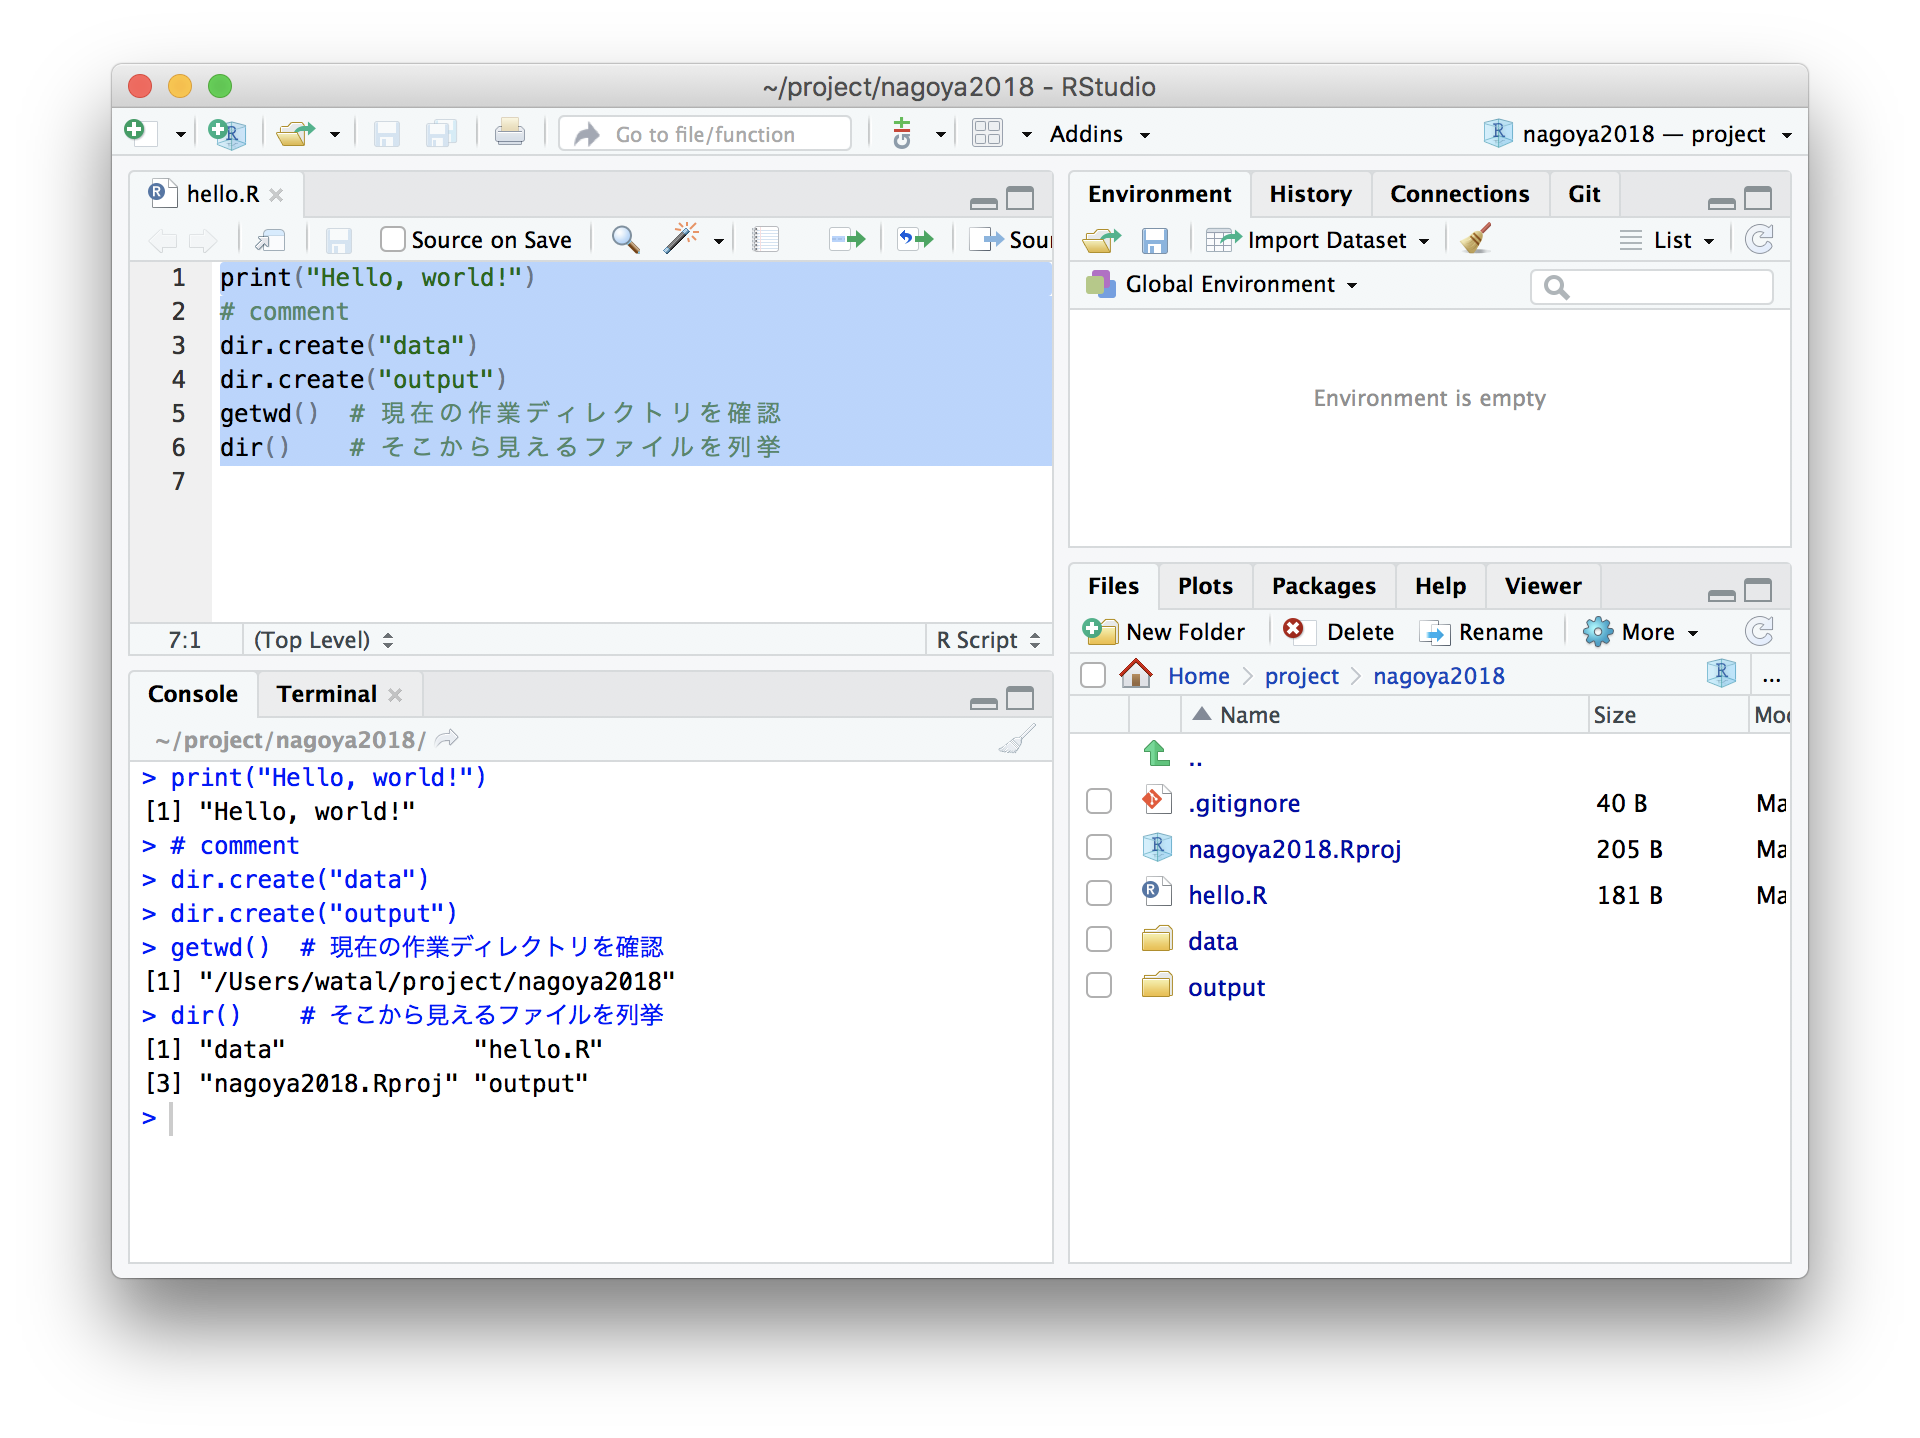 ~/project/nagoya2018 - RStudio
Go to file/function
Addins
nagoya2018 — project
hello.R
Source on Save
1 print("Hello, world!")
2 # comment
3 dir.create("data")
4 dir.create("output")
5 getwd()  # 現在の作業ディレクトリを確認
6 dir()    # そこから見えるファイルを列挙
7
7:1
(Top Level)
R Script
Console
Terminal
~/project/nagoya2018/
> print("Hello, world!")
[1] "Hello, world!"
> # comment
> dir.create("data")
> dir.create("output")
> getwd()  # 現在の作業ディレクトリを確認
[1] "/Users/watal/project/nagoya2018"
> dir()    # そこから見えるファイルを列挙
[1] "data"             "hello.R"
[3] "nagoya2018.Rproj" "output"
>
Environment
History
Connections
Git
Import Dataset
List
Global Environment
Environment is empty
Files
Plots
Packages
Help
Viewer
New Folder
Delete
Rename
More
Home
project
nagoya2018
...
Name
Size
..
.gitignore 40 B
nagoya2018.Rproj 205 B
hello.R 181 B
data
output